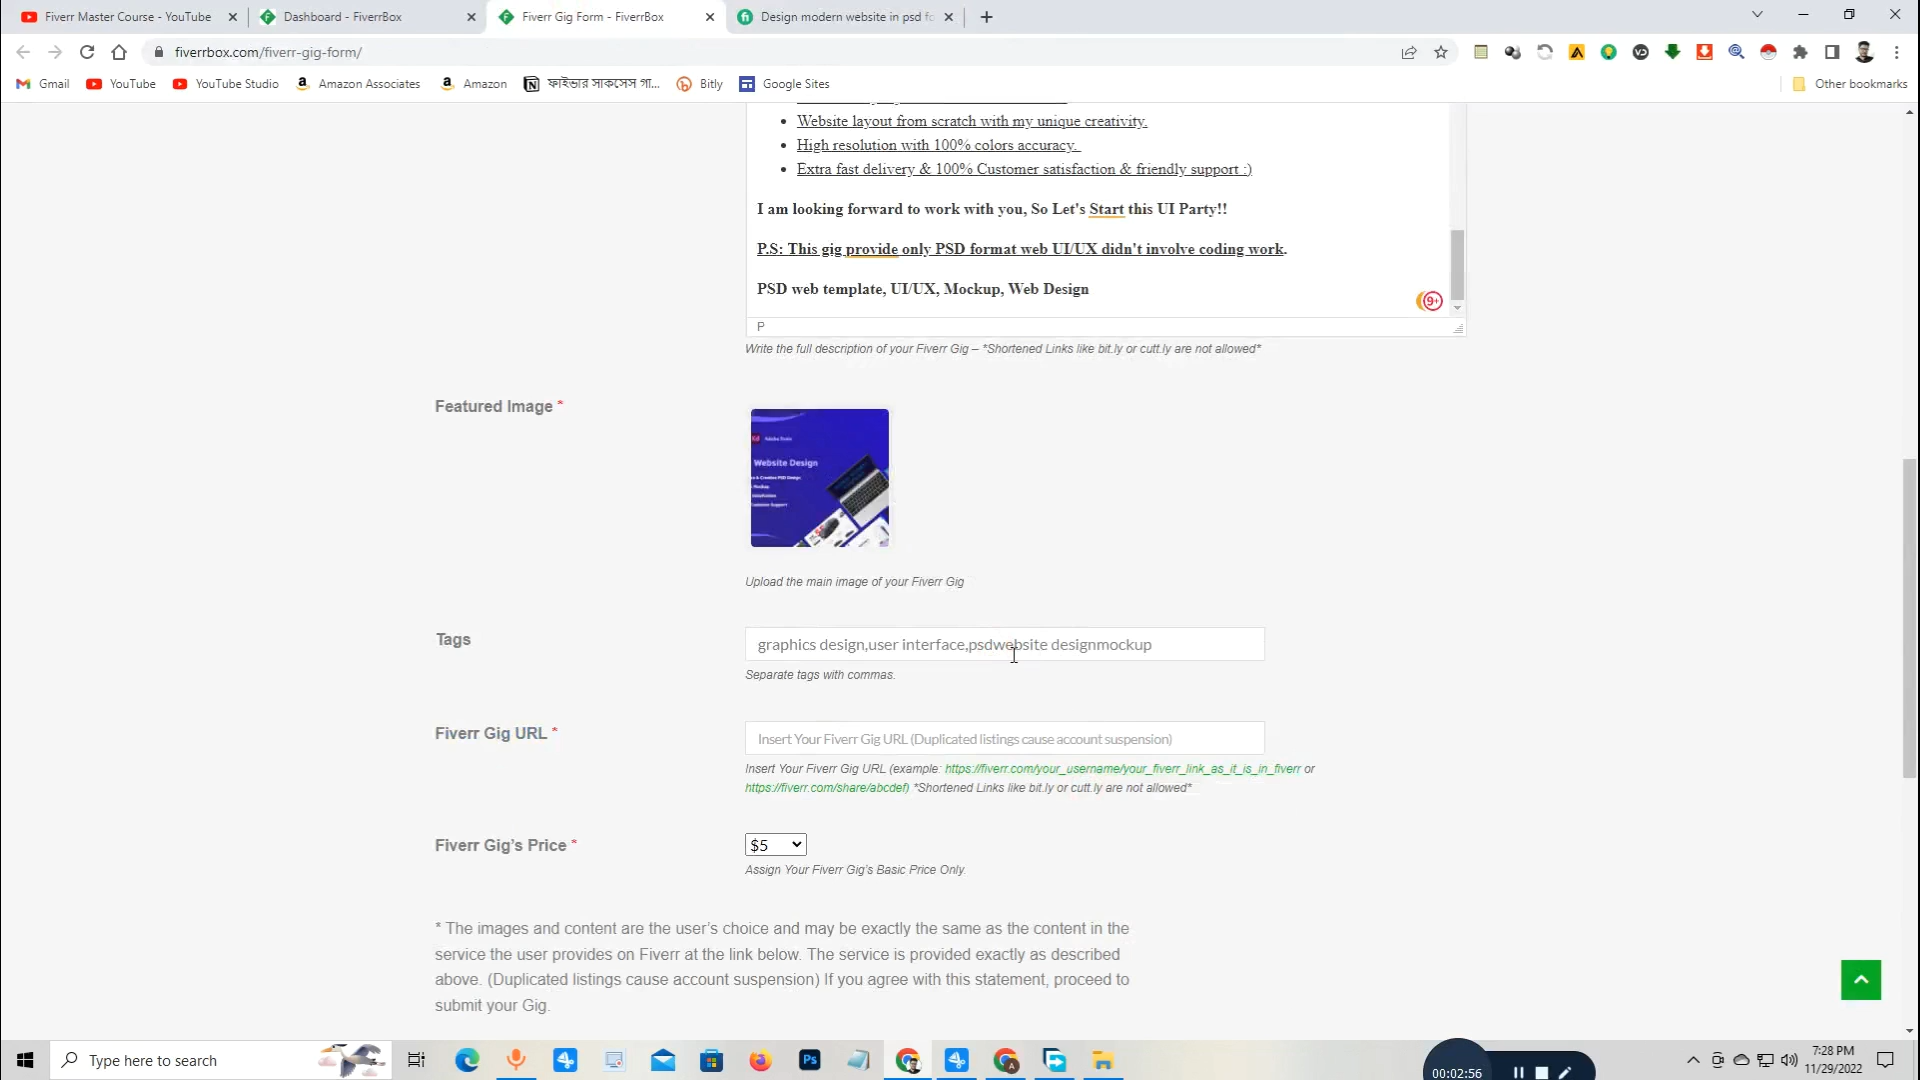 Fiverr Master Course - YouTube
Dashboard - FiverrBox
Fiverr Gig Form - FiverrBox
Design modern website in psd fo
fiverrbox.com/fiverr-gig-form/
Gmail
YouTube
YouTube Studio
Amazon Associates
Amazon
ফাইভার সাকসেস গা...
Bitly
Google Sites
Other bookmarks
Website layout from scratch with my unique creativity.
High resolution with 100% colors accuracy.
Extra fast delivery & 100% Customer satisfaction & friendly support :)
I am looking forward to work with you, So Let's Start this UI Party!!
P.S: This gig provide only PSD format web UI/UX didn't involve coding work.
PSD web template, UI/UX, Mockup, Web Design
9+
P
Write the full description of your Fiverr Gig – *Shortened Links like bit.ly or cutt.ly are not allowed*
Featured Image *
Website Design
Upload the main image of your Fiverr Gig
Tags
graphics design,user interface,psdwebsite designmockup
Separate tags with commas.
Fiverr Gig URL *
Insert Your Fiverr Gig URL (Duplicated listings cause account suspension)
Insert Your Fiverr Gig URL (example: https://fiverr.com/your_username/your_fiverr_link_as_it_is_in_fiverr or
https://fiverr.com/share/abcdef) *Shortened Links like bit.ly or cutt.ly are not allowed*
Fiverr Gig's Price *
$5
Assign Your Fiverr Gig's Basic Price Only.
* The images and content are the user's choice and may be exactly the same as the content in the
service the user provides on Fiverr at the link below. The service is provided exactly as described
above. (Duplicated listings cause account suspension) If you agree with this statement, proceed to
submit your Gig.
Type here to search
Ps
00:02:56
7:28 PM
11/29/2022